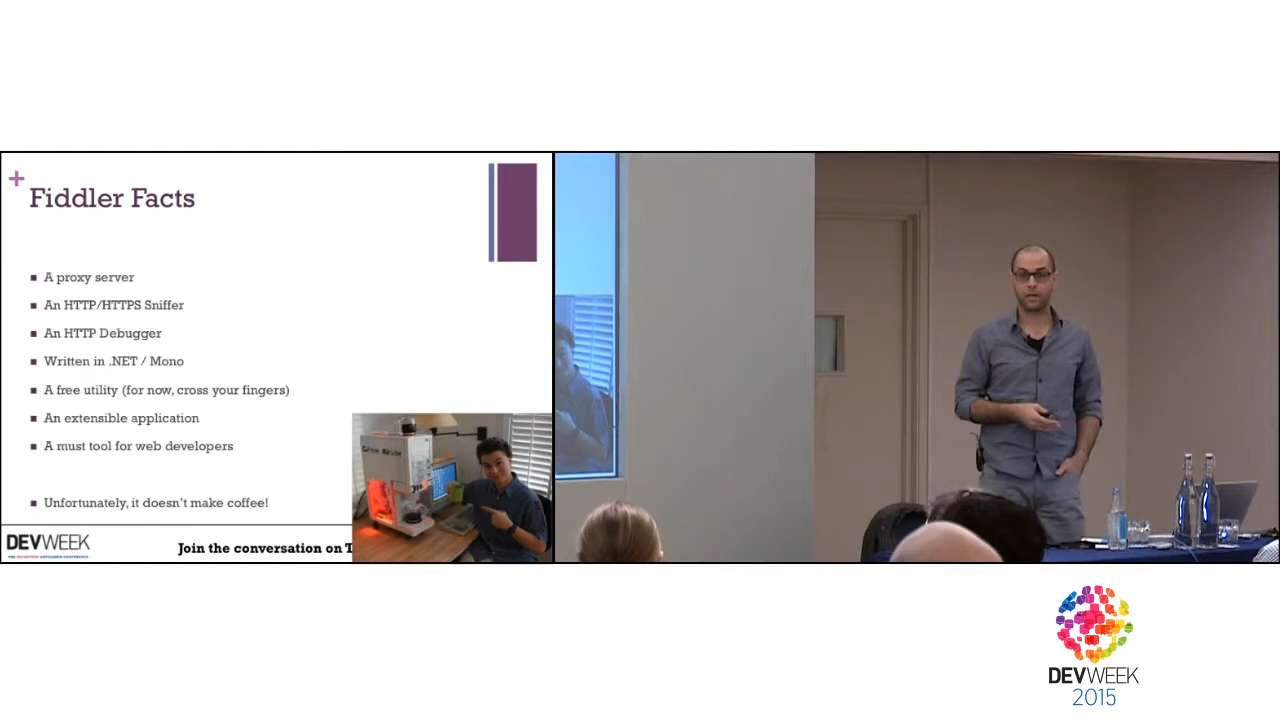 +
Fiddler Facts
■ A proxy server
■ An HTTP/HTTPS Sniffer
■ An HTTP Debugger
■ Written in .NET / Mono
■ A free utility (for now, cross your fingers)
■ An extensible application
■ A must tool for web developers
■ Unfortunately, it doesn't make coffee!
DEVWEEK
Join the conversation on T
DEVWEEK
2015